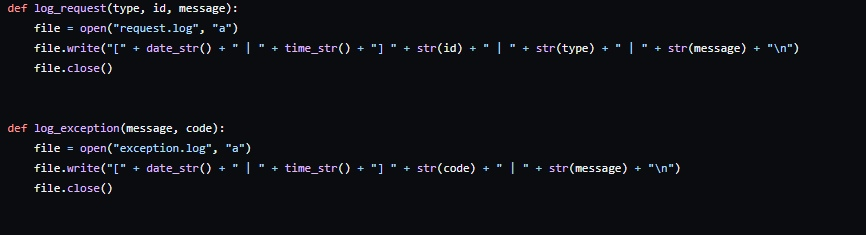 def log_request(type, id, message):
    file = open("request.log", "a")
    file.write("[" + date_str() + " | " + time_str() + "] " + str(id) + " | " + str(type) + " | " + str(message) + "\n")
    file.close()
def log_exception(message, code):
    file = open("exception.log", "a")
    file.write("[" + date_str() + " | " + time_str() + "] " + str(code) + " | " + str(message) + "\n")
    file.close()